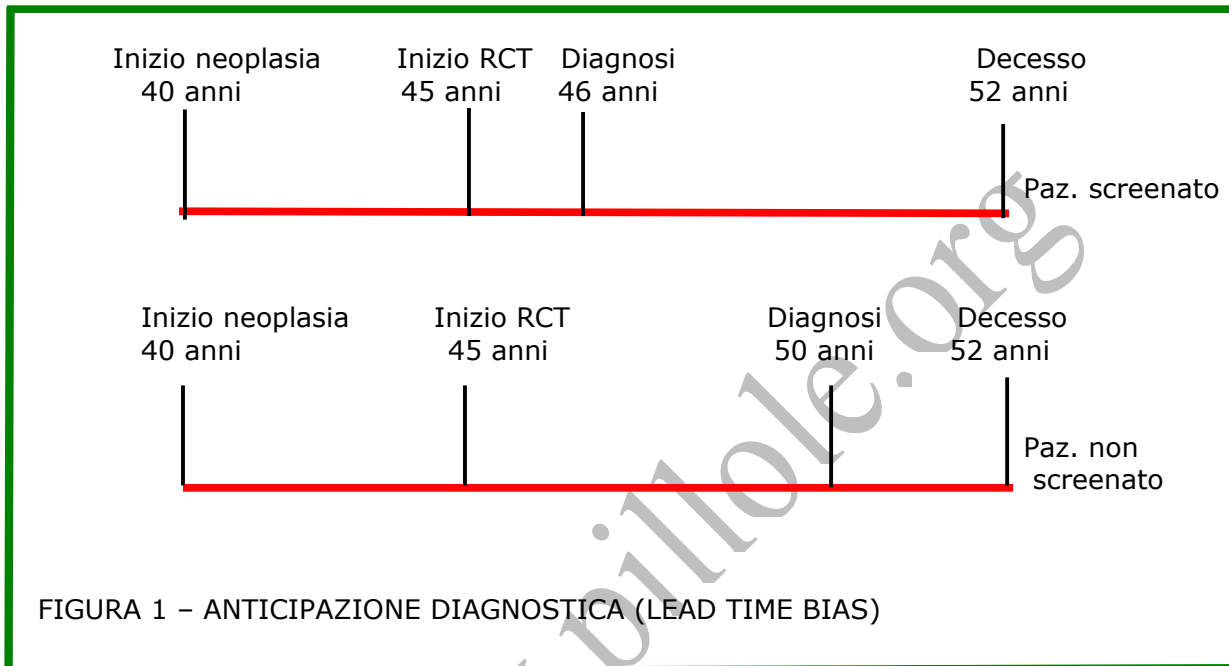 Inizio neoplasia Inizio RCT Diagnosi Decesso
40 anni 45 anni 46 anni 52 anni
Paz. screenato
Inizio neoplasia Inizio RCT Diagnosi Decesso
40 anni 45 anni 50 anni 52 anni
Paz. non
screenato
pillole.org
FIGURA 1 – ANTICIPAZIONE DIAGNOSTICA (LEAD TIME BIAS)